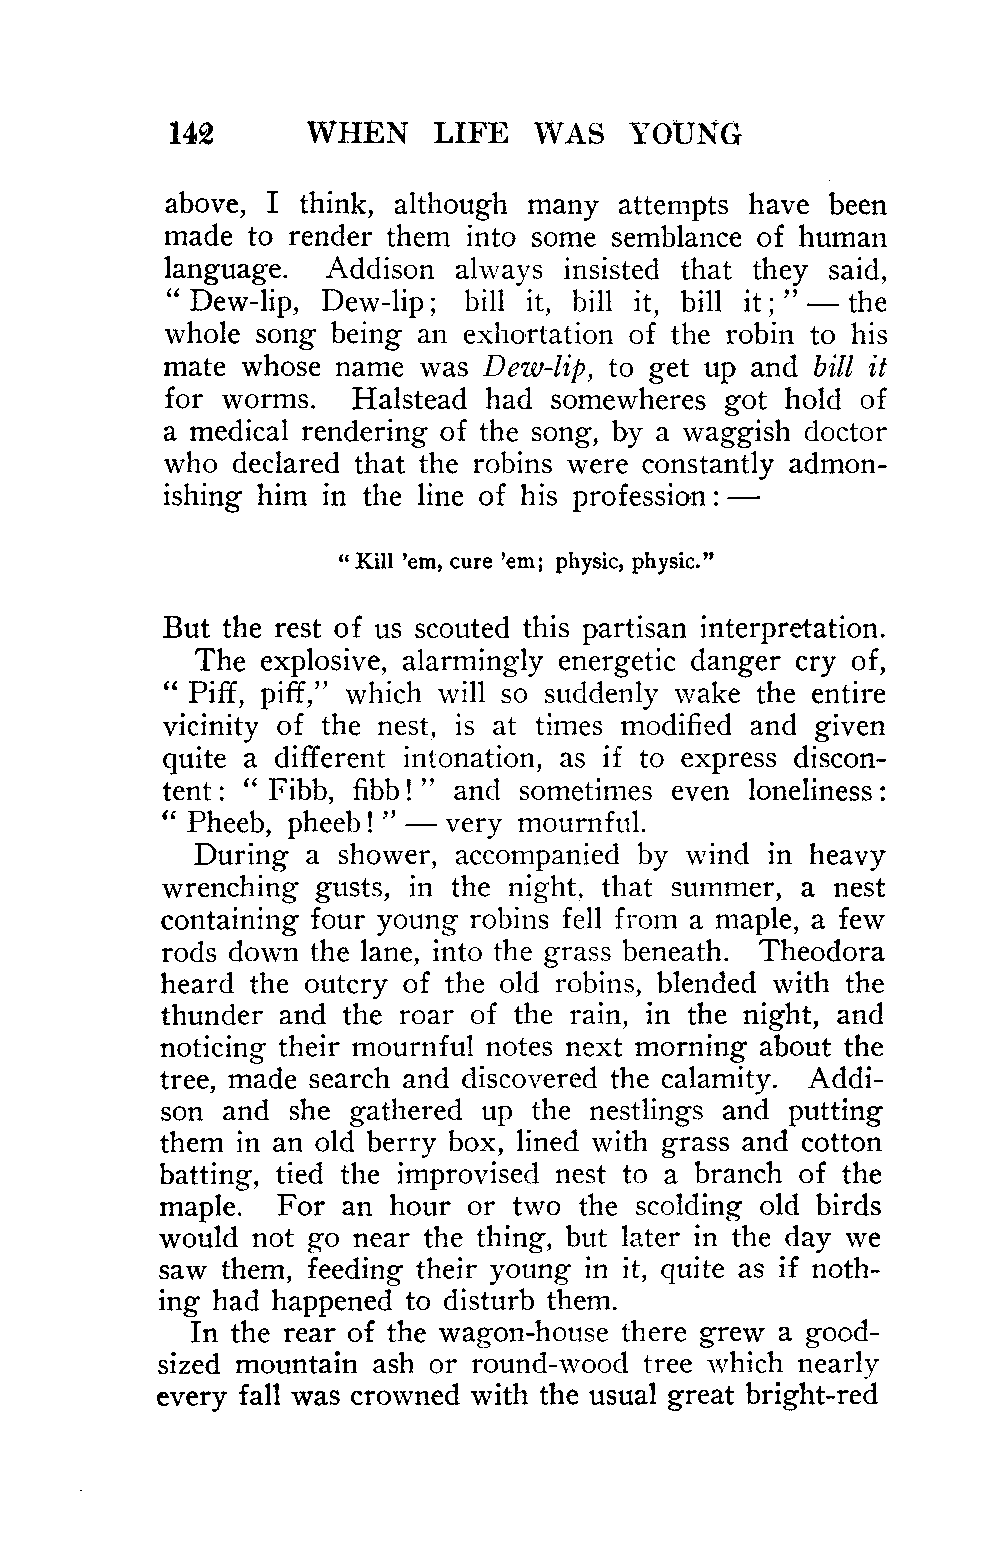 142 WHEN LIFE WAS YOUNG
above, I think, although many attempts have been
made to render them into some semblance of human
language. Addison always insisted that they said,
“ Dew-lip, Dew-lip; bill it, bill it, bill it; ” — the
whole song being an exhortation of the robin to his
mate whose name was Dew-lip, to get up and bill it
for worms. Halstead had somewheres got hold of
a medical rendering of the song, by a waggish doctor
who declared that the robins were constantly admon-
ishing him in the line of his profession: —
“ Kill ’em, cure ’em; physic, physic.”
But the rest of us scouted this partisan interpretation.
The explosive, alarmingly energetic danger cry of,
“ Piff, piff,” which will so suddenly wake the entire
vicinity of the nest, is at times modified and given
quite a different intonation, as if to express discon-
tent: “ Fibb, fibb! ” and sometimes even loneliness:
“ Pheeb, pheeb! ” — very mournful.
During a shower, accompanied by wind in heavy
wrenching gusts, in the night, that summer, a nest
containing four young robins fell from a maple, a few
rods down the lane, into the grass beneath. Theodora
heard the outcry of the old robins, blended with the
thunder and the roar of the rain, in the night, and
noticing their mournful notes next morning about the
tree, made search and discovered the calamity. Addi-
son and she gathered up the nestlings and putting
them in an old berry box, lined with grass and cotton
batting, tied the improvised nest to a branch of the
maple. For an hour or two the scolding old birds
would not go near the thing, but later in the day we
saw them, feeding their young in it, quite as if noth-
ing had happened to disturb them.
In the rear of the wagon-house there grew a good-
sized mountain ash or round-wood tree which nearly
every fall was crowned with the usual great bright-red